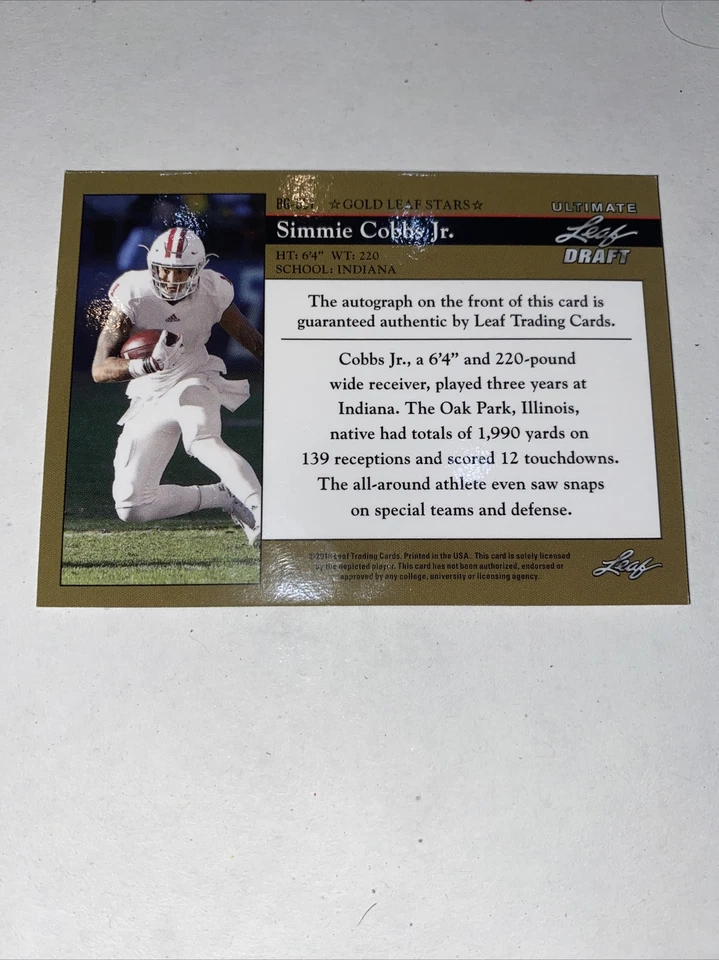 ☆GOLD LEAF STARS☆
Simmie Cobbs Jr.
HT: 6'4" WT: 220
SCHOOL: INDIANA
ULTIMATE
Leaf
DRAFT
The autograph on the front of this card is
guaranteed authentic by Leaf Trading Cards.
Cobbs Jr., a 6'4" and 220-pound
wide receiver, played three years at
Indiana. The Oak Park, Illinois,
native had totals of 1,990 yards on
139 receptions and scored 12 touchdowns.
The all-around athlete even saw snaps
on special teams and defense.
Leaf Trading Cards. Printed in the USA. This card is solely licensed
by the depicted player. This card has not been authorized, endorsed or
approved by any college, university or licensing agency.
Leaf